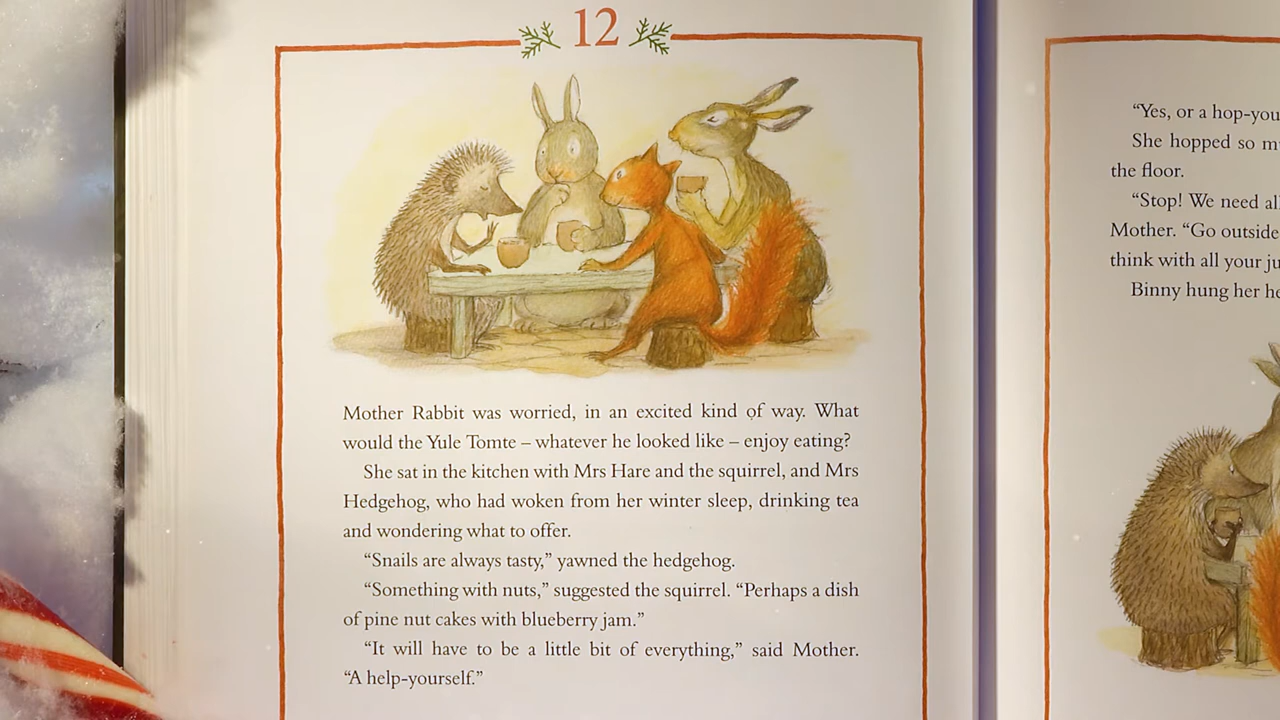 12
Mother Rabbit was worried, in an excited kind of way. What
would the Yule Tomte – whatever he looked like – enjoy eating?
She sat in the kitchen with Mrs Hare and the squirrel, and Mrs
Hedgehog, who had woken from her winter sleep, drinking tea
and wondering what to offer.
“Snails are always tasty,” yawned the hedgehog.
“Something with nuts,” suggested the squirrel. “Perhaps a dish
of pine nut cakes with blueberry jam.”
“It will have to be a little bit of everything,” said Mother.
“A help-yourself.”
“Yes, or a hop-you
She hopped so
the floor.
“Stop! We need
Mother. “Go outside
think with all your
Binny hung her